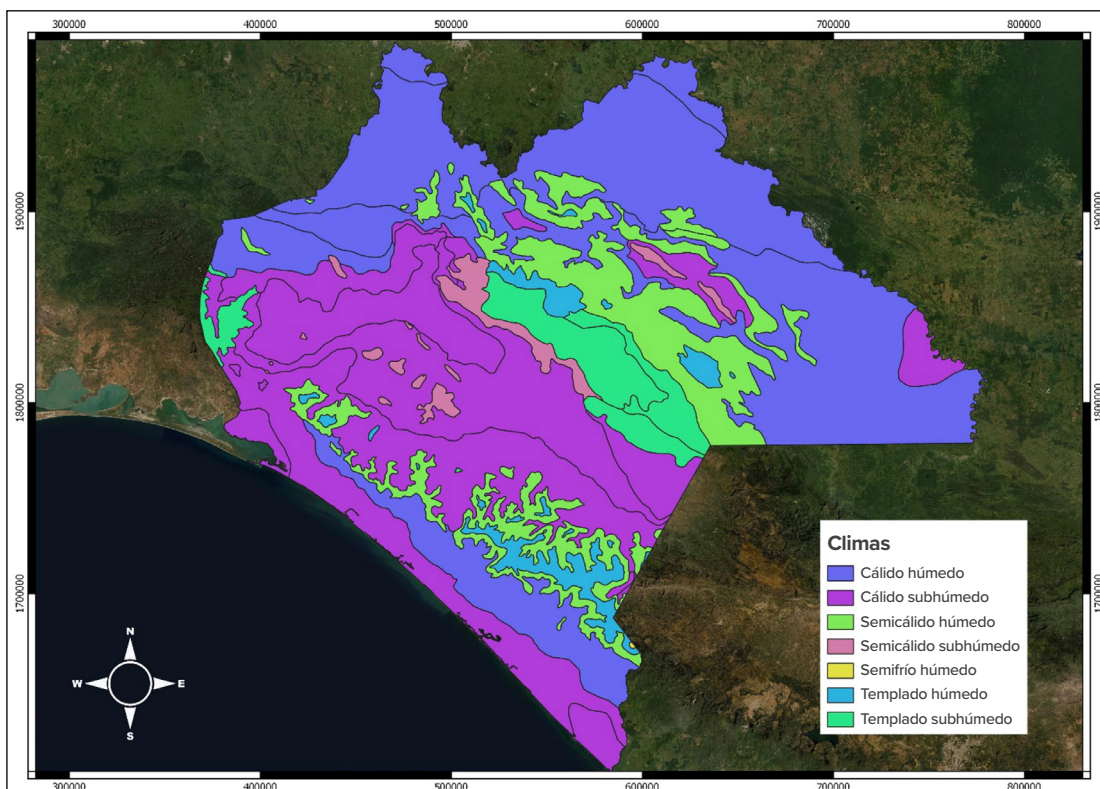 300000 400000 500000 600000 700000 800000
1900000 1900000
1800000 1800000
1700000 1700000
N
W E
S
Climas
Cálido húmedo
Cálido subhúmedo
Semicálido húmedo
Semicálido subhúmedo
Semifrío húmedo
Templado húmedo
Templado subhúmedo
300000 400000 500000 600000 700000 800000